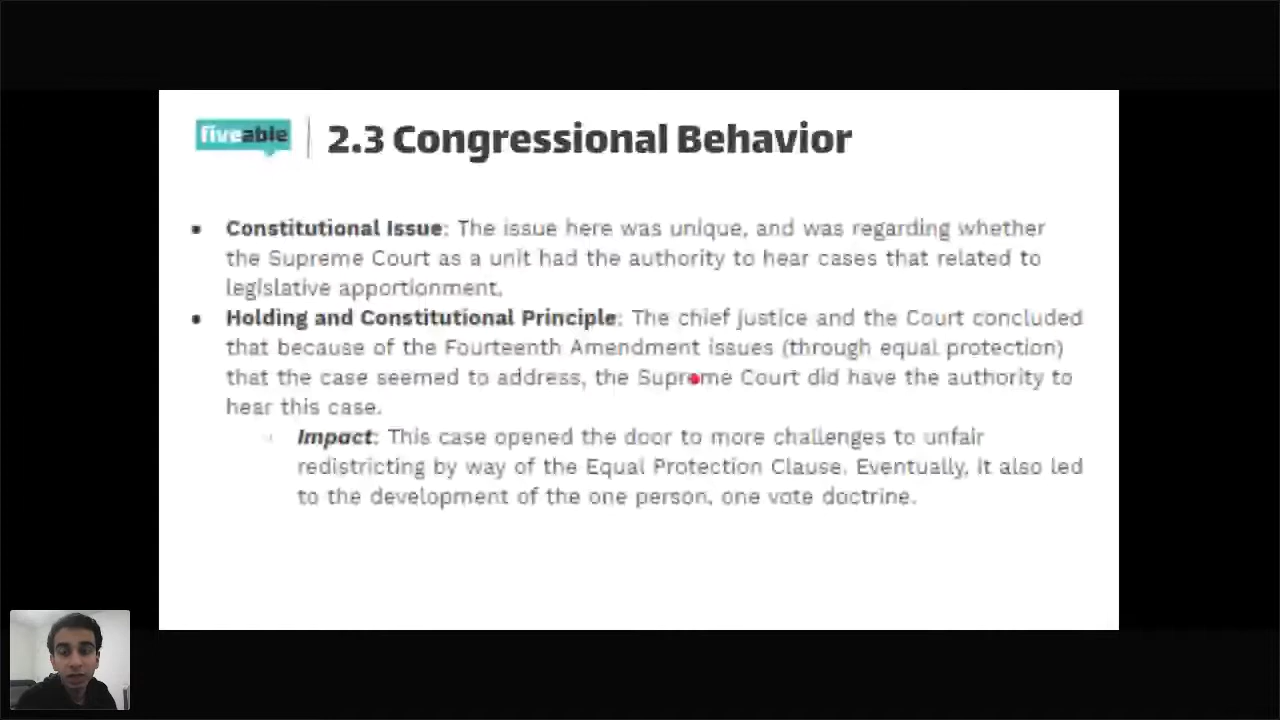 fiveable
2.3 Congressional Behavior
Constitutional Issue: The issue here was unique, and was regarding whether
the Supreme Court as a unit had the authority to hear cases that related to
legislative apportionment.
Holding and Constitutional Principle: The chief justice and the Court concluded
that because of the Fourteenth Amendment issues (through equal protection)
that the case seemed to address, the Supreme Court did have the authority to
hear this case.
Impact: This case opened the door to more challenges to unfair
redistricting by way of the Equal Protection Clause. Eventually, it also led
to the development of the one person, one vote doctrine.